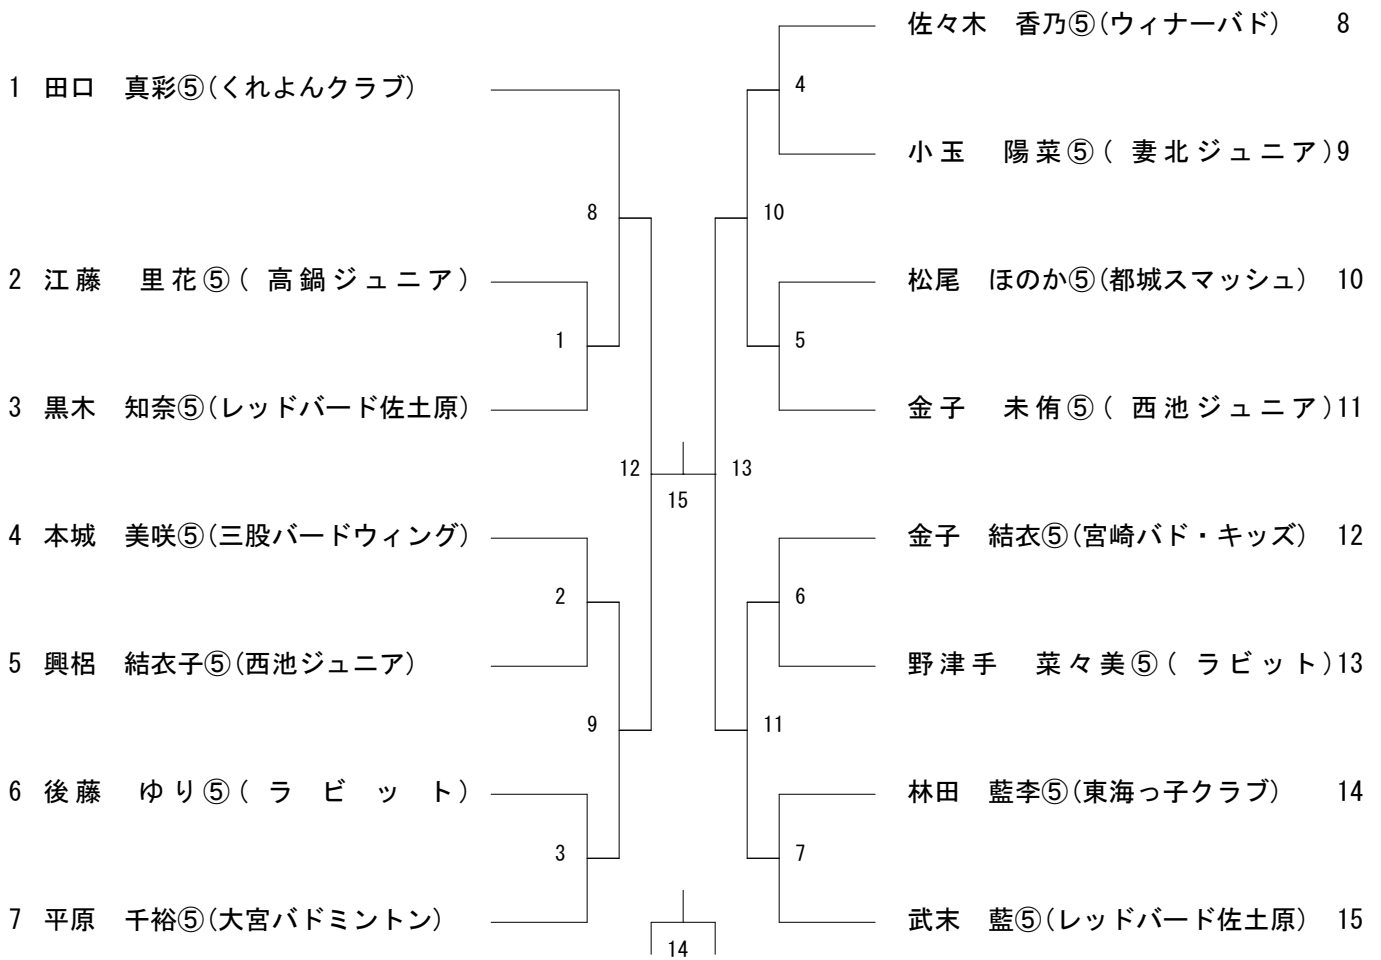 1 田口 真彩⑤(くれよんクラブ)
2 江藤 里花⑤(高鍋ジュニア)
3 黒木 知奈⑤(レッドバード佐土原)
4 本城 美咲⑤(三股バードウィング)
5 興梠 結衣子⑤(西池ジュニア)
6 後藤 ゆり⑤(ラビット)
7 平原 千裕⑤(大宮バドミントン)
8
1
12
2
9
3
15
14
13
4
10
5
6
11
7
佐々木 香乃⑤(ウィナーバド) 8
小玉 陽菜⑤(妻北ジュニア)9
松尾 ほのか⑤(都城スマッシュ) 10
金子 未侑⑤(西池ジュニア)11
金子 結衣⑤(宮崎バド・キッズ) 12
野津手 菜々美⑤(ラビット)13
林田 藍李⑤(東海っ子クラブ) 14
武末 藍⑤(レッドバード佐土原) 15